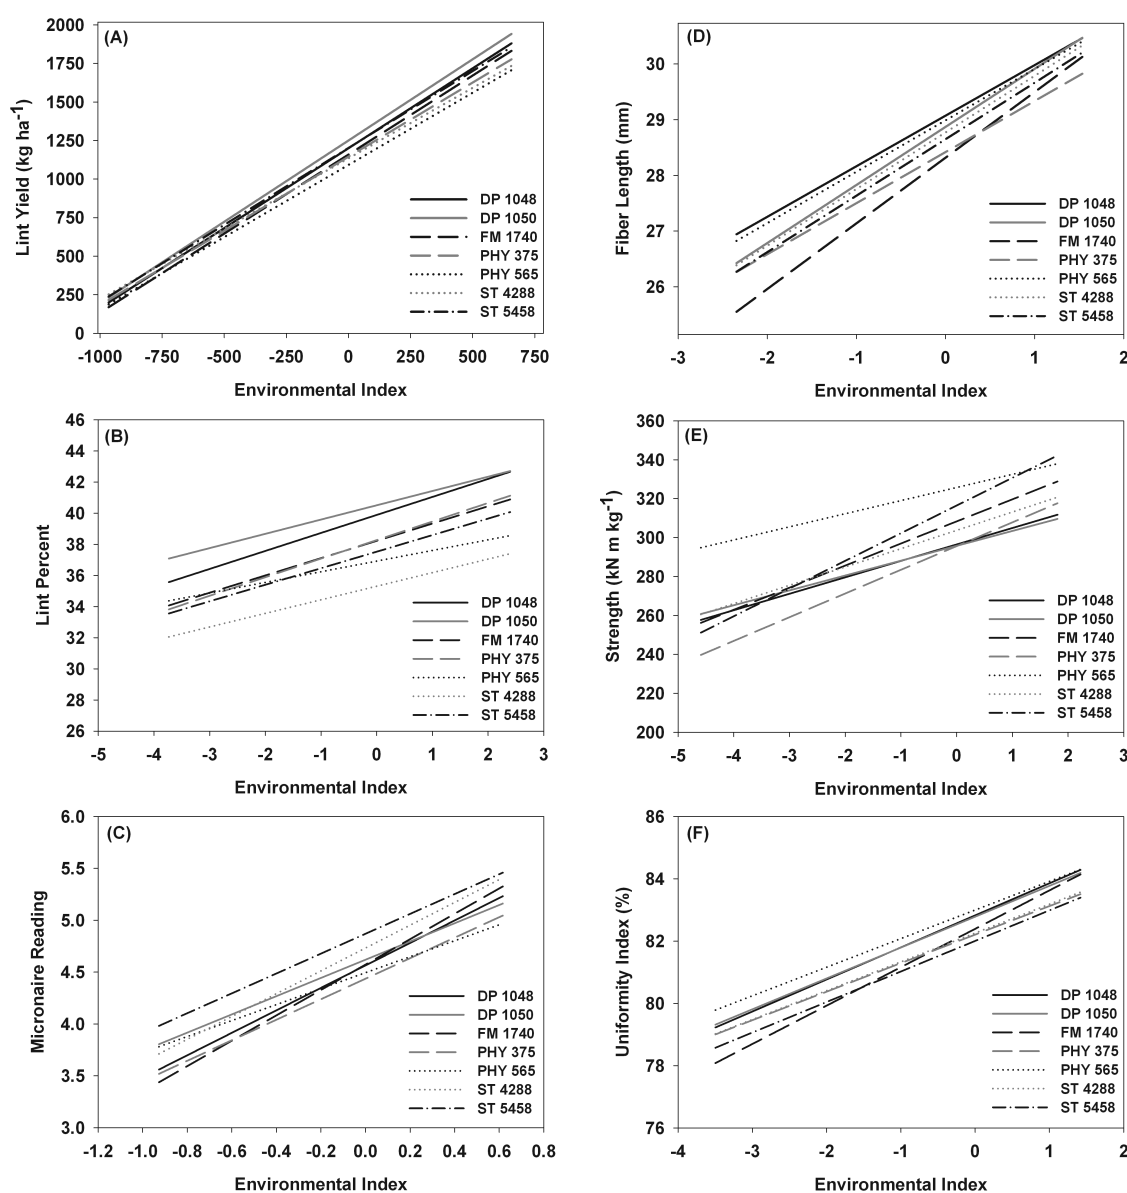 (A)
Lint Yield (kg ha-1)
2000
1750
1500
1250
1000
750
500
250
0
-1000 -750 -500 -250 0 250 500 750
Environmental Index
DP 1048
DP 1050
FM 1740
PHY 375
PHY 565
ST 4288
ST 5458
(D)
Fiber Length (mm)
30
29
28
27
26
-3 -2 -1 0 1 2
Environmental Index
DP 1048
DP 1050
FM 1740
PHY 375
PHY 565
ST 4288
ST 5458
(B)
Lint Percent
46
44
42
40
38
36
34
32
30
28
26
-5 -4 -3 -2 -1 0 1 2 3
Environmental Index
DP 1048
DP 1050
FM 1740
PHY 375
PHY 565
ST 4288
ST 5458
(E)
Strength (kN m kg-1)
360
340
320
300
280
260
240
220
200
-5 -4 -3 -2 -1 0 1 2 3
Environmental Index
DP 1048
DP 1050
FM 1740
PHY 375
PHY 565
ST 4288
ST 5458
(C)
Micronaire Reading
6.0
5.5
5.0
4.5
4.0
3.5
3.0
-1.2 -1.0 -0.8 -0.6 -0.4 -0.2 0.0 0.2 0.4 0.6 0.8
Environmental Index
DP 1048
DP 1050
FM 1740
PHY 375
PHY 565
ST 4288
ST 5458
(F)
Uniformity Index (%)
86
84
82
80
78
76
-4 -3 -2 -1 0 1 2
Environmental Index
DP 1048
DP 1050
FM 1740
PHY 375
PHY 565
ST 4288
ST 5458